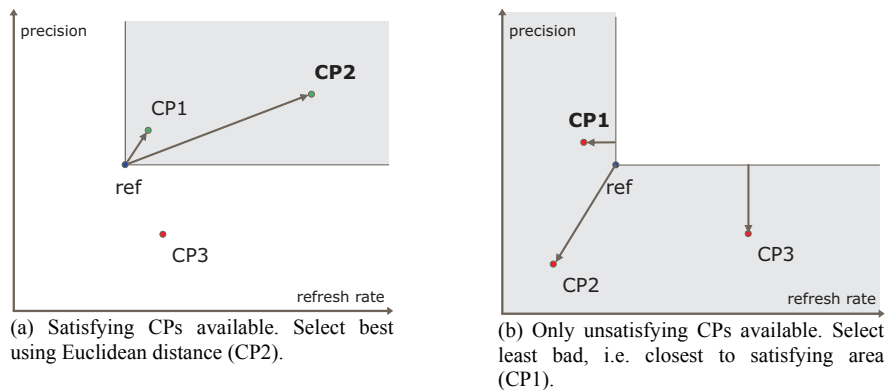 precision
CP2
CP1
ref
CP3
refresh rate
(a) Satisfying CPs available. Select best
using Euclidean distance (CP2).
precision
CP1
ref
CP3
CP2
refresh rate
(b) Only unsatisfying CPs available. Select
least bad, i.e. closest to satisfying area
(CP1).